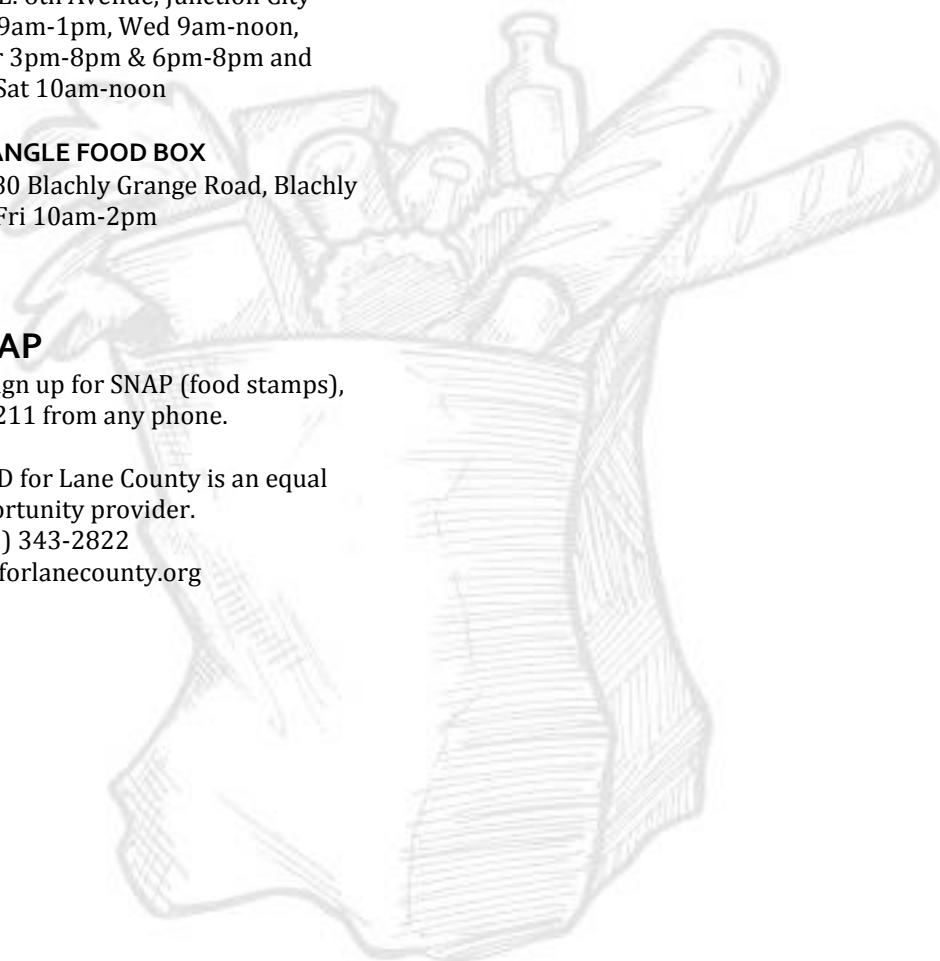 E. 6th Avenue, Junction City
9am-1pm, Wed 9am-noon,
3pm-8pm & 6pm-8pm and
Sat 10am-noon
ANGLE FOOD BOX
30 Blachly Grange Road, Blachly
Fri 10am-2pm
AP
gn up for SNAP (food stamps),
211 from any phone.
D for Lane County is an equal
ortunity provider.
) 343-2822
forlanecounty.org